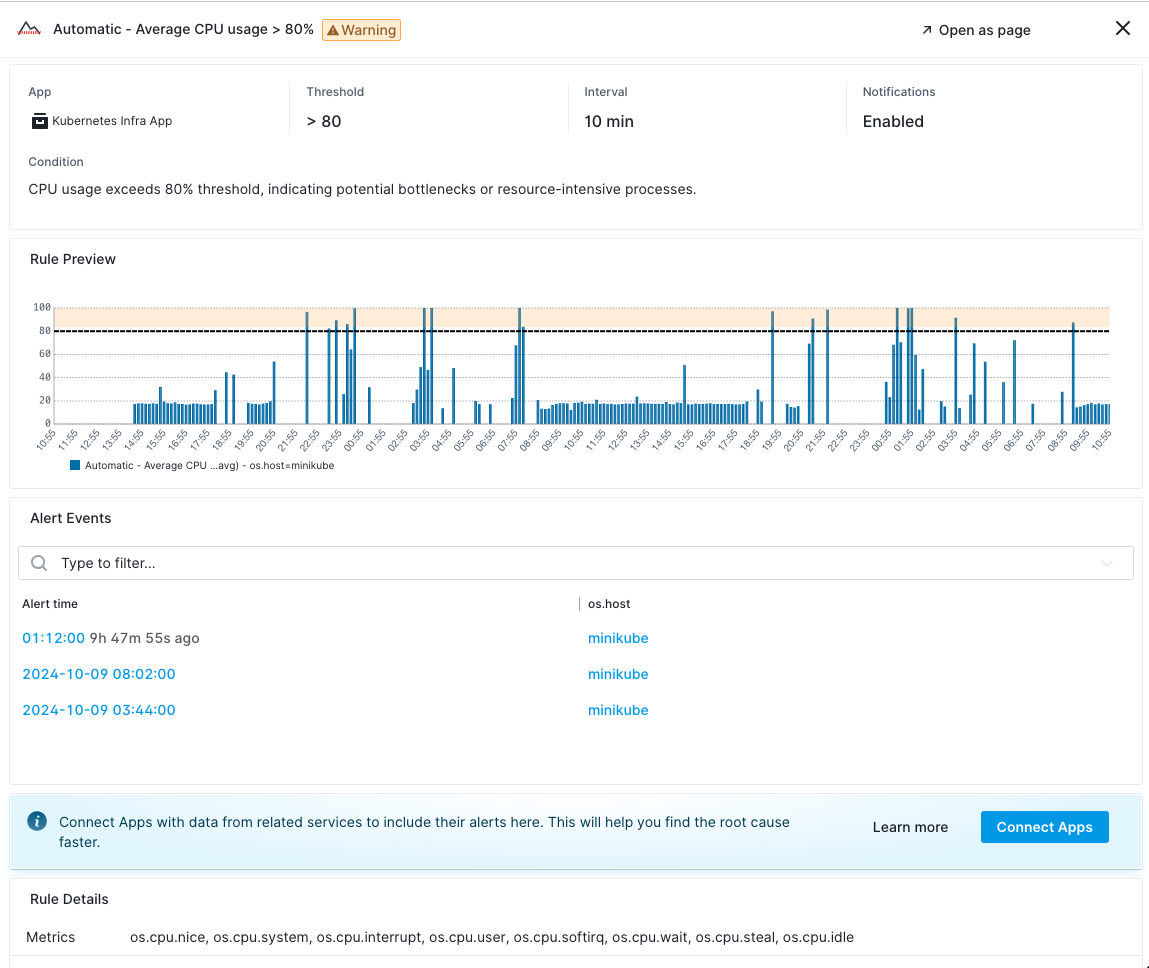 Automatic - Average CPU usage > 80% Warning Open as page
App Threshold Interval Notifications
Kubernetes Infra App > 80 10 min Enabled
Condition
CPU usage exceeds 80% threshold, indicating potential bottlenecks or resource-intensive processes.
Rule Preview
100
80
60
40
20
0
10:55 11:55 12:55 13:55 14:55 15:55 16:55 17:55 18:55 19:55 20:55 21:55 22:55 23:55 00:55 01:55 02:55 03:55 04:55 05:55 06:55 07:55 08:55 09:55 10:55 11:55 12:55 13:55 14:55 15:55 16:55 17:55 18:55 19:55 20:55 21:55 22:55 23:55 00:55 01:55 02:55 03:55 04:55 05:55 06:55 07:55 08:55 09:55 10:55
Automatic - Average CPU ...avg) - os.host=minikube
Alert Events
Type to filter...
Alert time os.host
01:12:00 9h 47m 55s ago minikube
2024-10-09 08:02:00 minikube
2024-10-09 03:44:00 minikube
Connect Apps with data from related services to include their alerts here. This will help you find the root cause
faster.
Learn more Connect Apps
Rule Details
Metrics os.cpu.nice, os.cpu.system, os.cpu.interrupt, os.cpu.user, os.cpu.softirq, os.cpu.wait, os.cpu.steal, os.cpu.idle